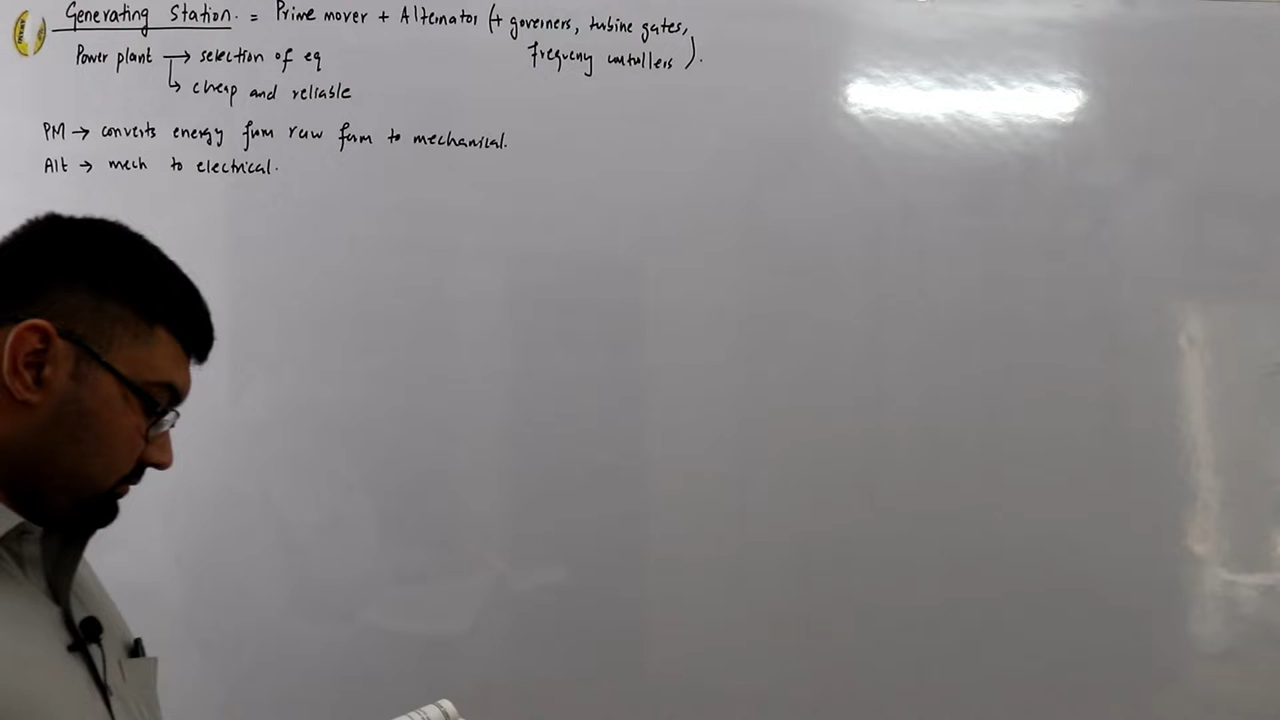 Generating Station. = Prime mover + Alternator (+ governers, turbine gates,
frequency controllers ).
Power plant → selection of eq
↳ cheap and reliable
PM → converts energy from raw form to mechanical.
Alt → mech to electrical.